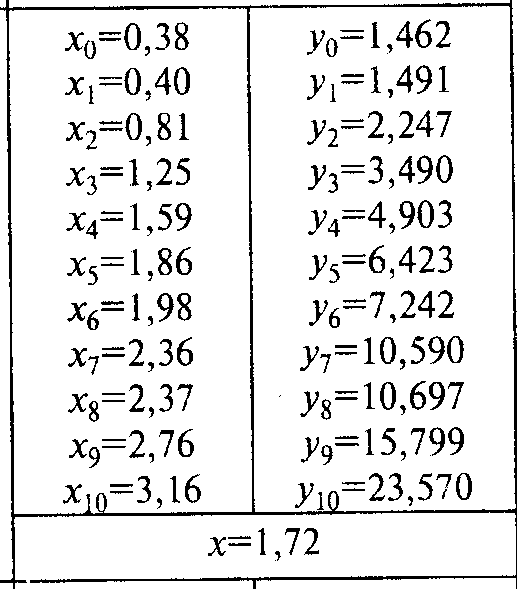 x₀=0,38 y₀=1,462
x₁=0,40 y₁=1,491
x₂=0,81 y₂=2,247
x₃=1,25 y₃=3,490
x₄=1,59 y₄=4,903
x₅=1,86 y₅=6,423
x₆=1,98 y₆=7,242
x₇=2,36 y₇=10,590
x₈=2,37 y₈=10,697
x₉=2,76 y₉=15,799
x₁₀=3,16 y₁₀=23,570
x=1,72